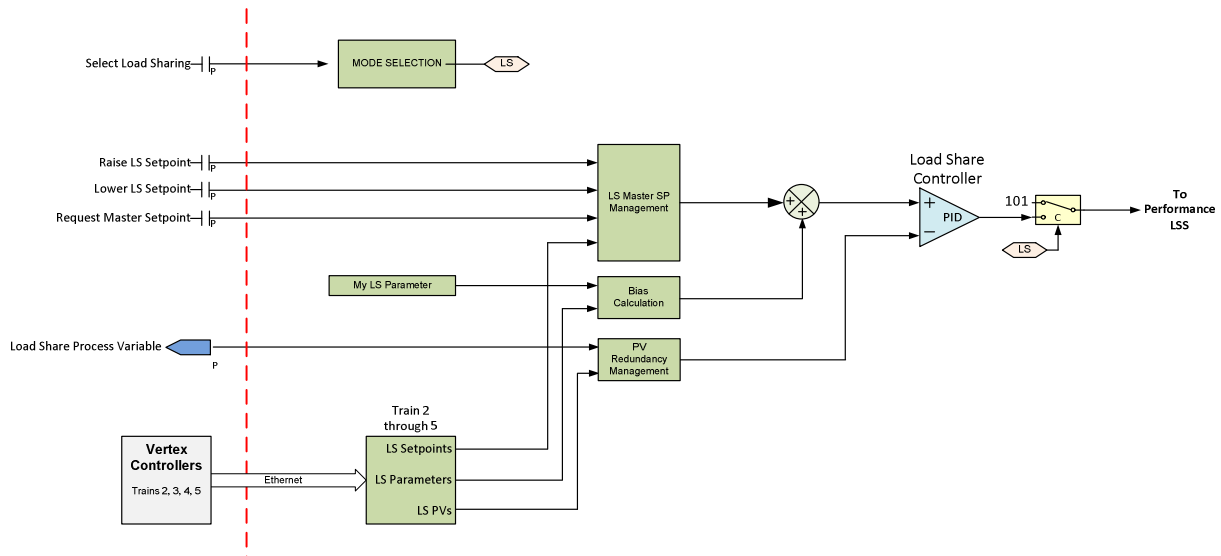 Select Load Sharing
P
MODE SELECTION
LS
Raise LS Setpoint
P
Lower LS Setpoint
P
Request Master Setpoint
P
LS Master SP
Management
+
+
Load Share
Controller
+
PID
−
101
C
LS
To
Performance
LSS
My LS Parameter
Bias
Calculation
Load Share Process Variable
P
PV
Redundancy
Management
Train 2
through 5
Vertex
Controllers
Trains 2, 3, 4, 5
Ethernet
LS Setpoints
LS Parameters
LS PVs